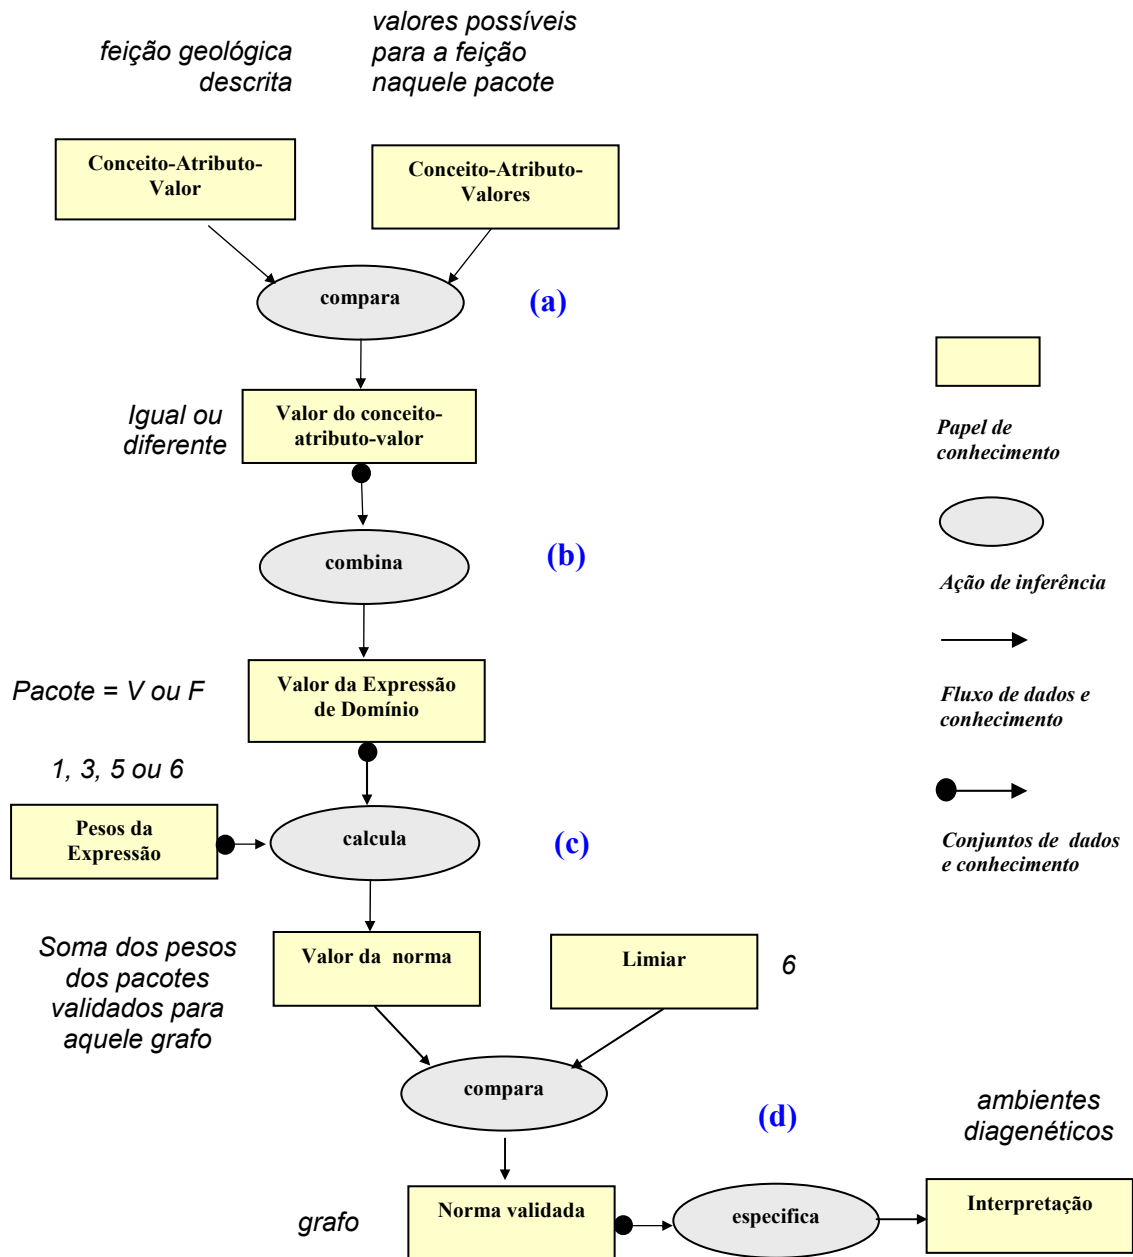 feição geológica
descrita
valores possíveis
para a feição
naquele pacote
Conceito-Atributo-
Valor
Conceito-Atributo-
Valores
compara
(a)
Igual ou
diferente
Valor do conceito-
atributo-valor
combina
(b)
Pacote = V ou F
Valor da Expressão
de Domínio
1, 3, 5 ou 6
Pesos da
Expressão
calcula
(c)
Soma dos pesos
dos pacotes
validados para
aquele grafo
Valor da norma
Limiar
6
compara
(d)
ambientes
diagenéticos
grafo
Norma validada
especifica
Interpretação
Papel de
conhecimento
Ação de inferência
Fluxo de dados e
conhecimento
Conjuntos de dados
e conhecimento